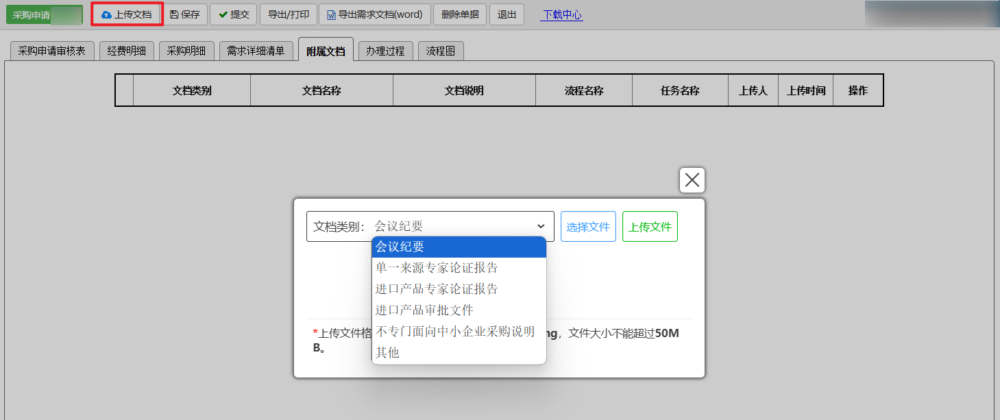 采购申请 上传文档 保存 提交 导出/打印 导出需求文档(word) 删除单据 退出 下载中心
采购申请审核表 经费明细 采购明细 需求详细清单 附属文档 办理过程 流程图
文档类别 文档名称 文档说明 流程名称 任务名称 上传人 上传时间 操作
文档类别: 会议纪要 选择文件 上传文件
会议纪要
单一来源专家论证报告
进口产品专家论证报告
进口产品审批文件
不专门面向中小企业采购说明
其他
*上传文件格 ng，文件大小不能超过50M
B。